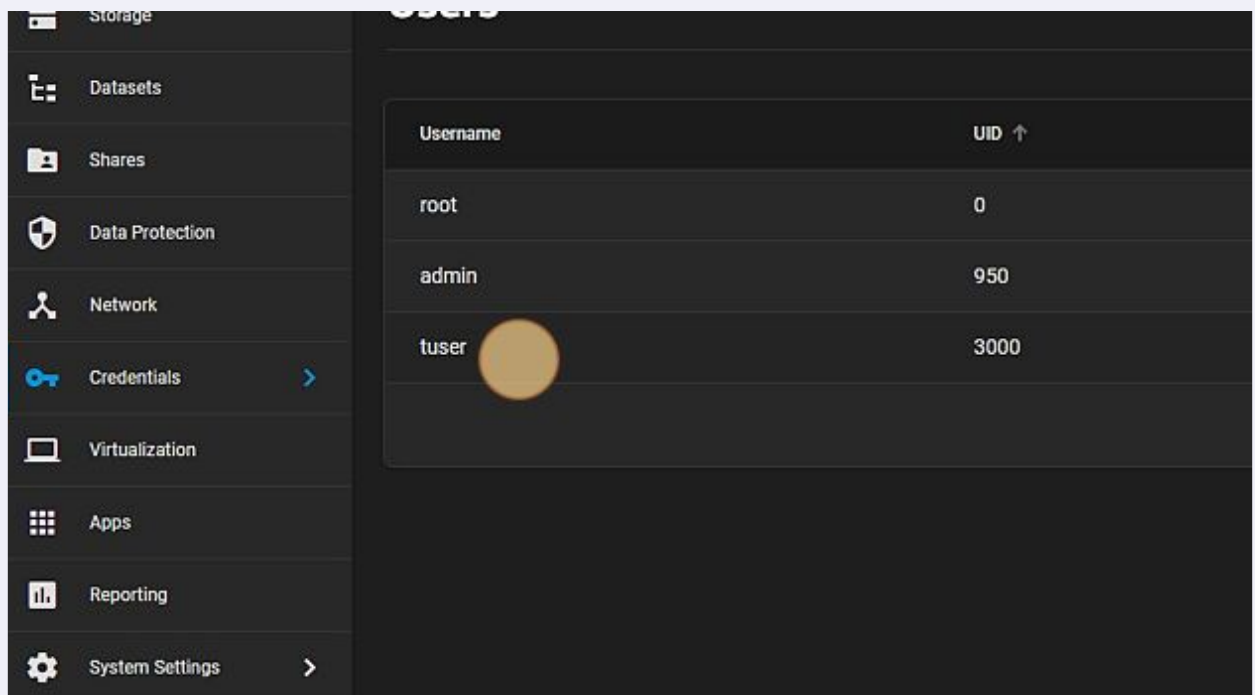 Storage
Users
Datasets
Username UID
Shares
root 0
Data Protection
admin 950
Network
tuser 3000
Credentials
Virtualization
Apps
Reporting
System Settings